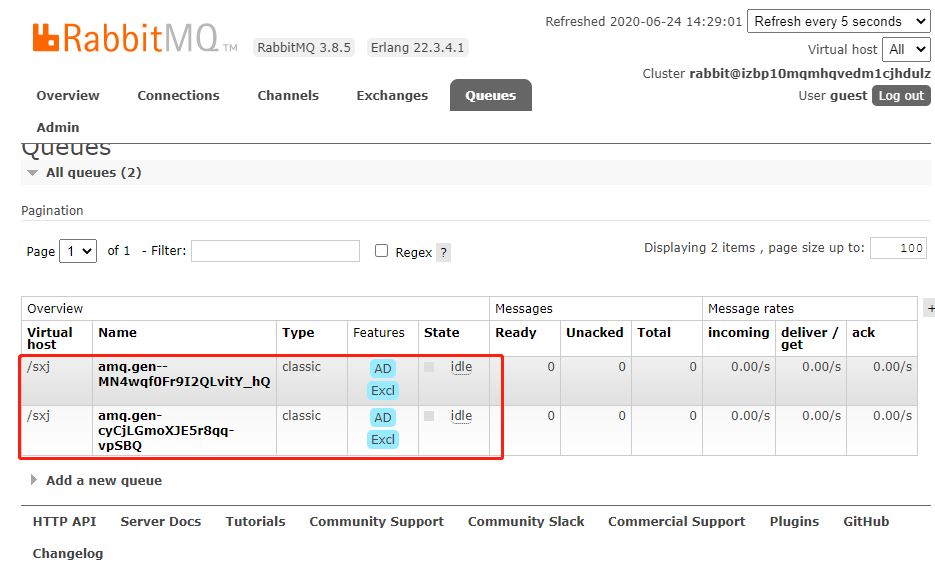 RabbitMQ TM RabbitMQ 3.8.5 Erlang 22.3.4.1
Refreshed 2020-06-24 14:29:01 Refresh every 5 seconds
Virtual host All
Cluster rabbit@izbp10mqmhqvedm1cjhdulz
User guest Log out
Overview Connections Channels Exchanges Queues
Admin
Queues
All queues (2)
Pagination
Page 1 of 1 - Filter: Regex ?
Displaying 2 items , page size up to: 100
Overview Messages Message rates +
Virtual host Name Type Features State Ready Unacked Total incoming deliver / get ack
/sxj amq.gen--MN4wqf0Fr9I2QLvitY_hQ classic AD Excl idle 0 0 0 0.00/s 0.00/s 0.00/s
/sxj amq.gen-cyCjLGmoXJE5r8qq-vpSBQ classic AD Excl idle 0 0 0 0.00/s 0.00/s 0.00/s
Add a new queue
HTTP API Server Docs Tutorials Community Support Community Slack Commercial Support Plugins GitHub
Changelog